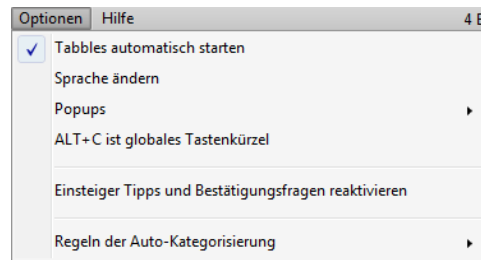 Optionen Hilfe 4 E
Tabbles automatisch starten
Sprache ändern
Popups
ALT+C ist globales Tastenkürzel
Einsteiger Tipps und Bestätigungsfragen reaktivieren
Regeln der Auto-Kategorisierung